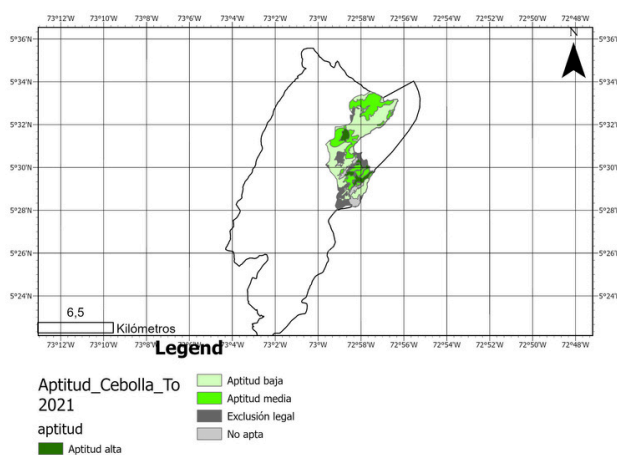 73°12'W 73°10'W 73°8'W 73°6'W 73°4'W 73°2'W 73°0'W 72°58'W 72°56'W 72°54'W 72°52'W 72°50'W 72°48'W
N
5°36'N 5°36'N
5°34'N 5°34'N
5°32'N 5°32'N
5°30'N 5°30'N
5°28'N 5°28'N
5°26'N 5°26'N
5°24'N 5°24'N
6,5
Kilómetros
73°12'W 73°10'W 73°8'W 73°6'W 73°4'W 73°2'W 73°0'W 72°58'W 72°56'W 72°54'W 72°52'W 72°50'W 72°48'W
Legend
Aptitud_Cebolla_To
2021
aptitud
Aptitud alta
Aptitud baja
Aptitud media
Exclusión legal
No apta